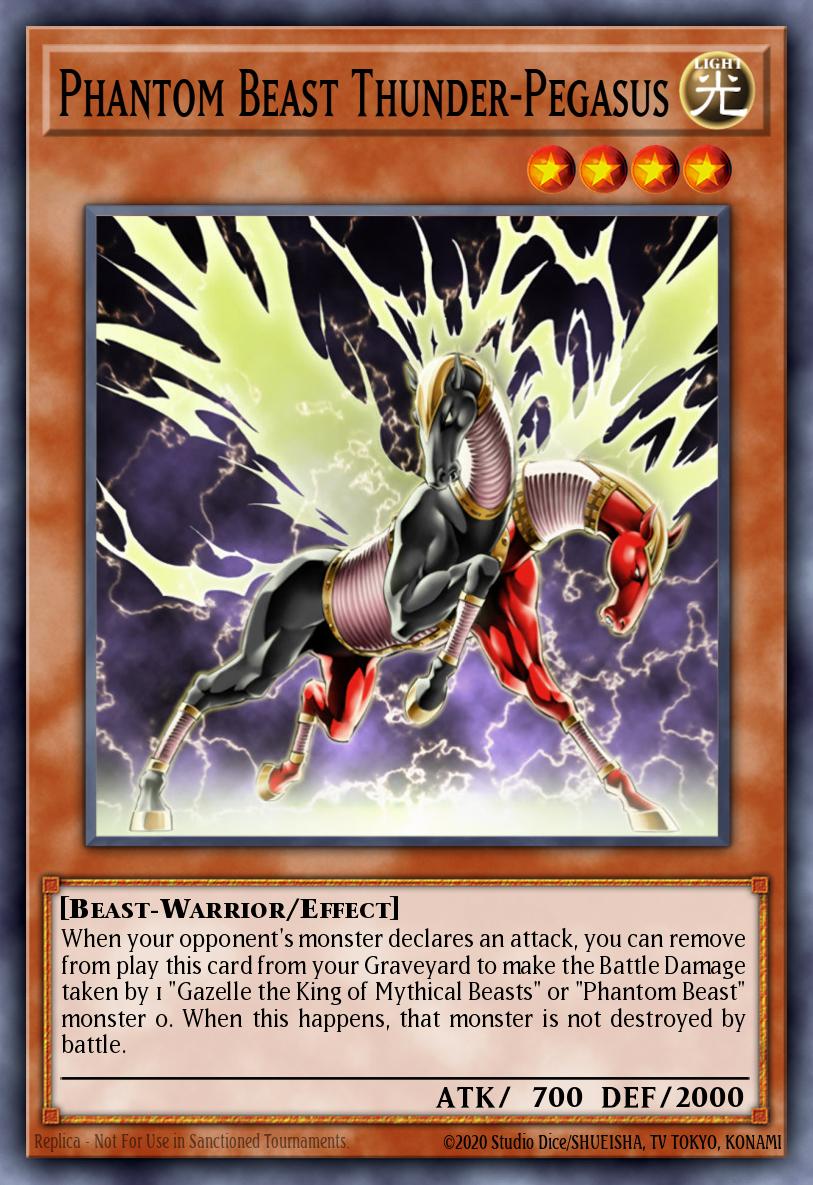 Phantom Beast Thunder-Pegasus
LIGHT
光
[Beast-Warrior/Effect]
When your opponent's monster declares an attack, you can remove
from play this card from your Graveyard to make the Battle Damage
taken by 1 "Gazelle the King of Mythical Beasts" or "Phantom Beast"
monster 0. When this happens, that monster is not destroyed by
battle.
ATK/ 700 DEF/2000
Replica - Not For Use in Sanctioned Tournaments.
©2020 Studio Dice/SHUEISHA, TV TOKYO, KONAMI